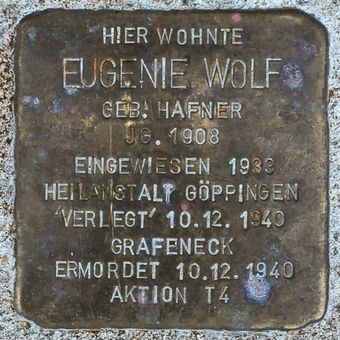 HIER WOHNTE
EUGENIE WOLF
GEB. HAFNER
JG. 1908
EINGEWIESEN 1933
HEILANSTALT GÖPPINGEN
'VERLEGT' 10.12. 1940
GRAFENECK
ERMORDET 10.12.1940
AKTION T4